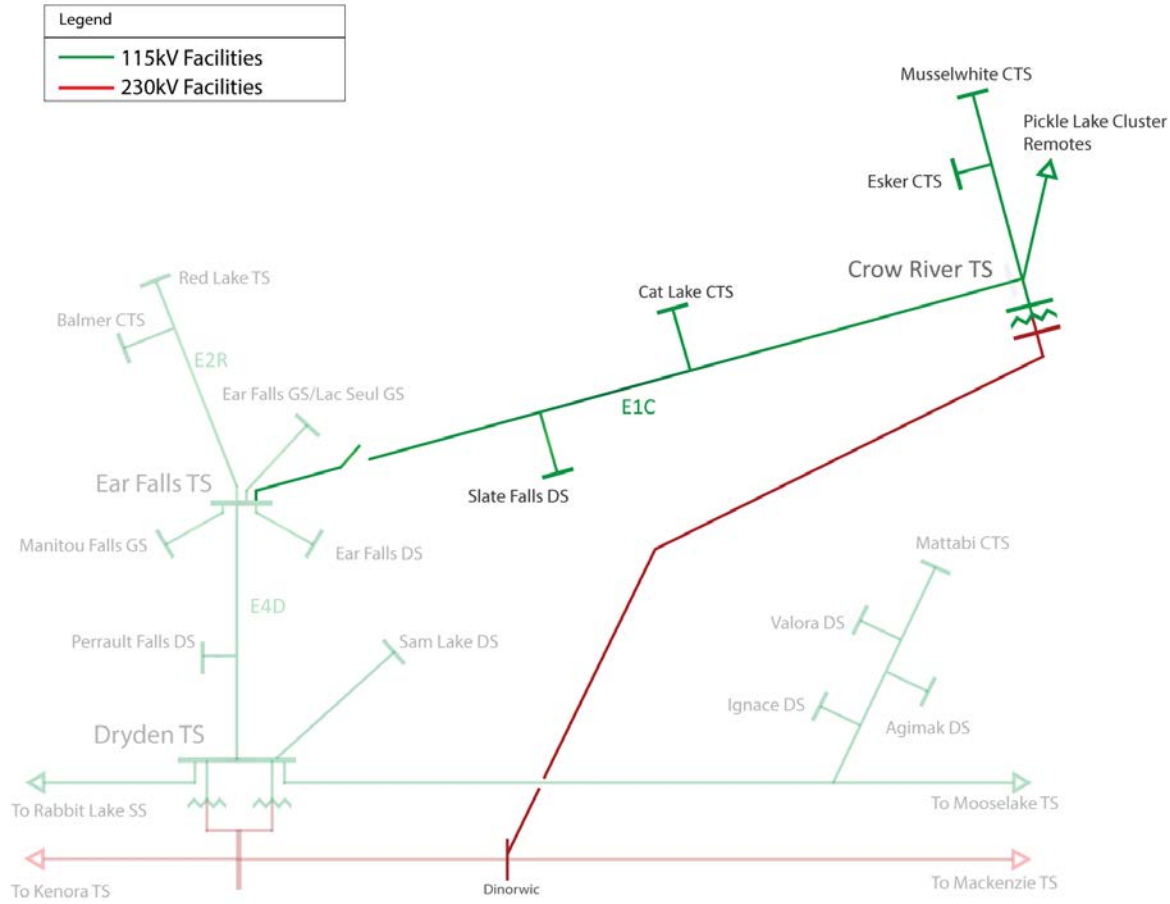 Legend
115kV Facilities
230kV Facilities
Musselwhite CTS
Pickle Lake Cluster
Remotes
Esker CTS
Crow River TS
Red Lake TS
Cat Lake CTS
Balmer CTS
E2R
Ear Falls GS/Lac Seul GS
E1C
Ear Falls TS
Slate Falls DS
Manitou Falls GS
Ear Falls DS
Mattabi CTS
E4D
Valora DS
Perrault Falls DS
Sam Lake DS
Ignace DS
Agimak DS
Dryden TS
To Rabbit Lake SS
To Mooselake TS
To Kenora TS
Dinorwic
To Mackenzie TS